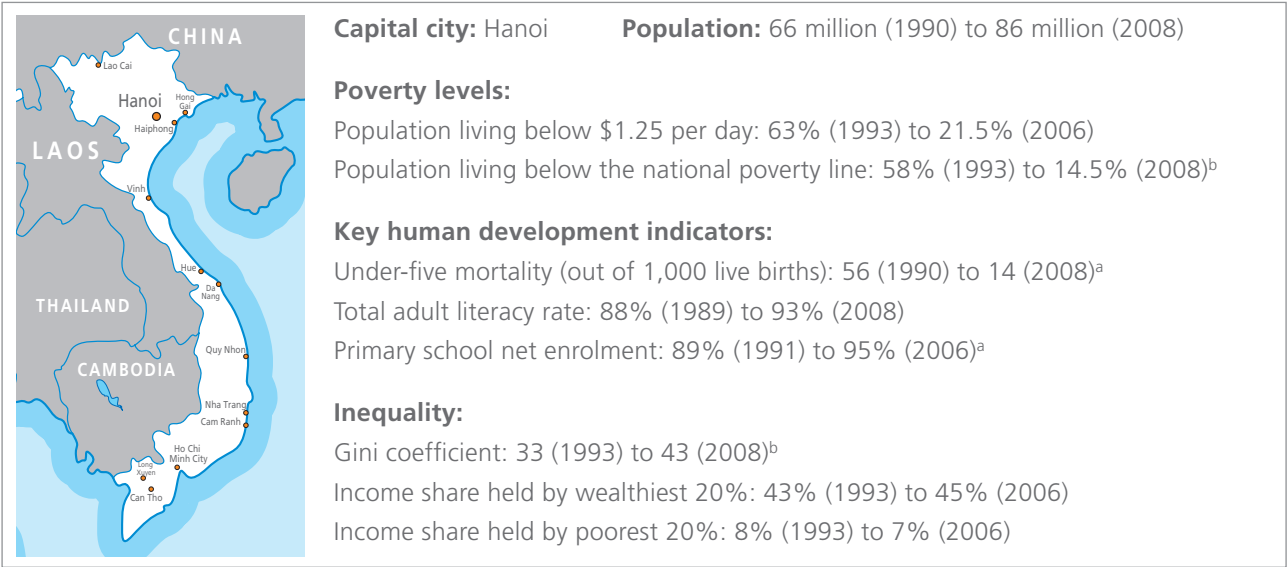 CHINA
Lao Cai
Hanoi
Hong
Gai
Haiphong
LAOS
Vinh
Hue
Da
Nang
THAILAND
Quy Nhon
CAMBODIA
Nha Trang
Cam Ranh
Ho Chi
Minh City
Long
Xuyen
Can Tho
Capital city: Hanoi Population: 66 million (1990) to 86 million (2008)
Poverty levels:
Population living below $1.25 per day: 63% (1993) to 21.5% (2006)
Population living below the national poverty line: 58% (1993) to 14.5% (2008)ᵇ
Key human development indicators:
Under-five mortality (out of 1,000 live births): 56 (1990) to 14 (2008)ᵃ
Total adult literacy rate: 88% (1989) to 93% (2008)
Primary school net enrolment: 89% (1991) to 95% (2006)ᵃ
Inequality:
Gini coefficient: 33 (1993) to 43 (2008)ᵇ
Income share held by wealthiest 20%: 43% (1993) to 45% (2006)
Income share held by poorest 20%: 8% (1993) to 7% (2006)